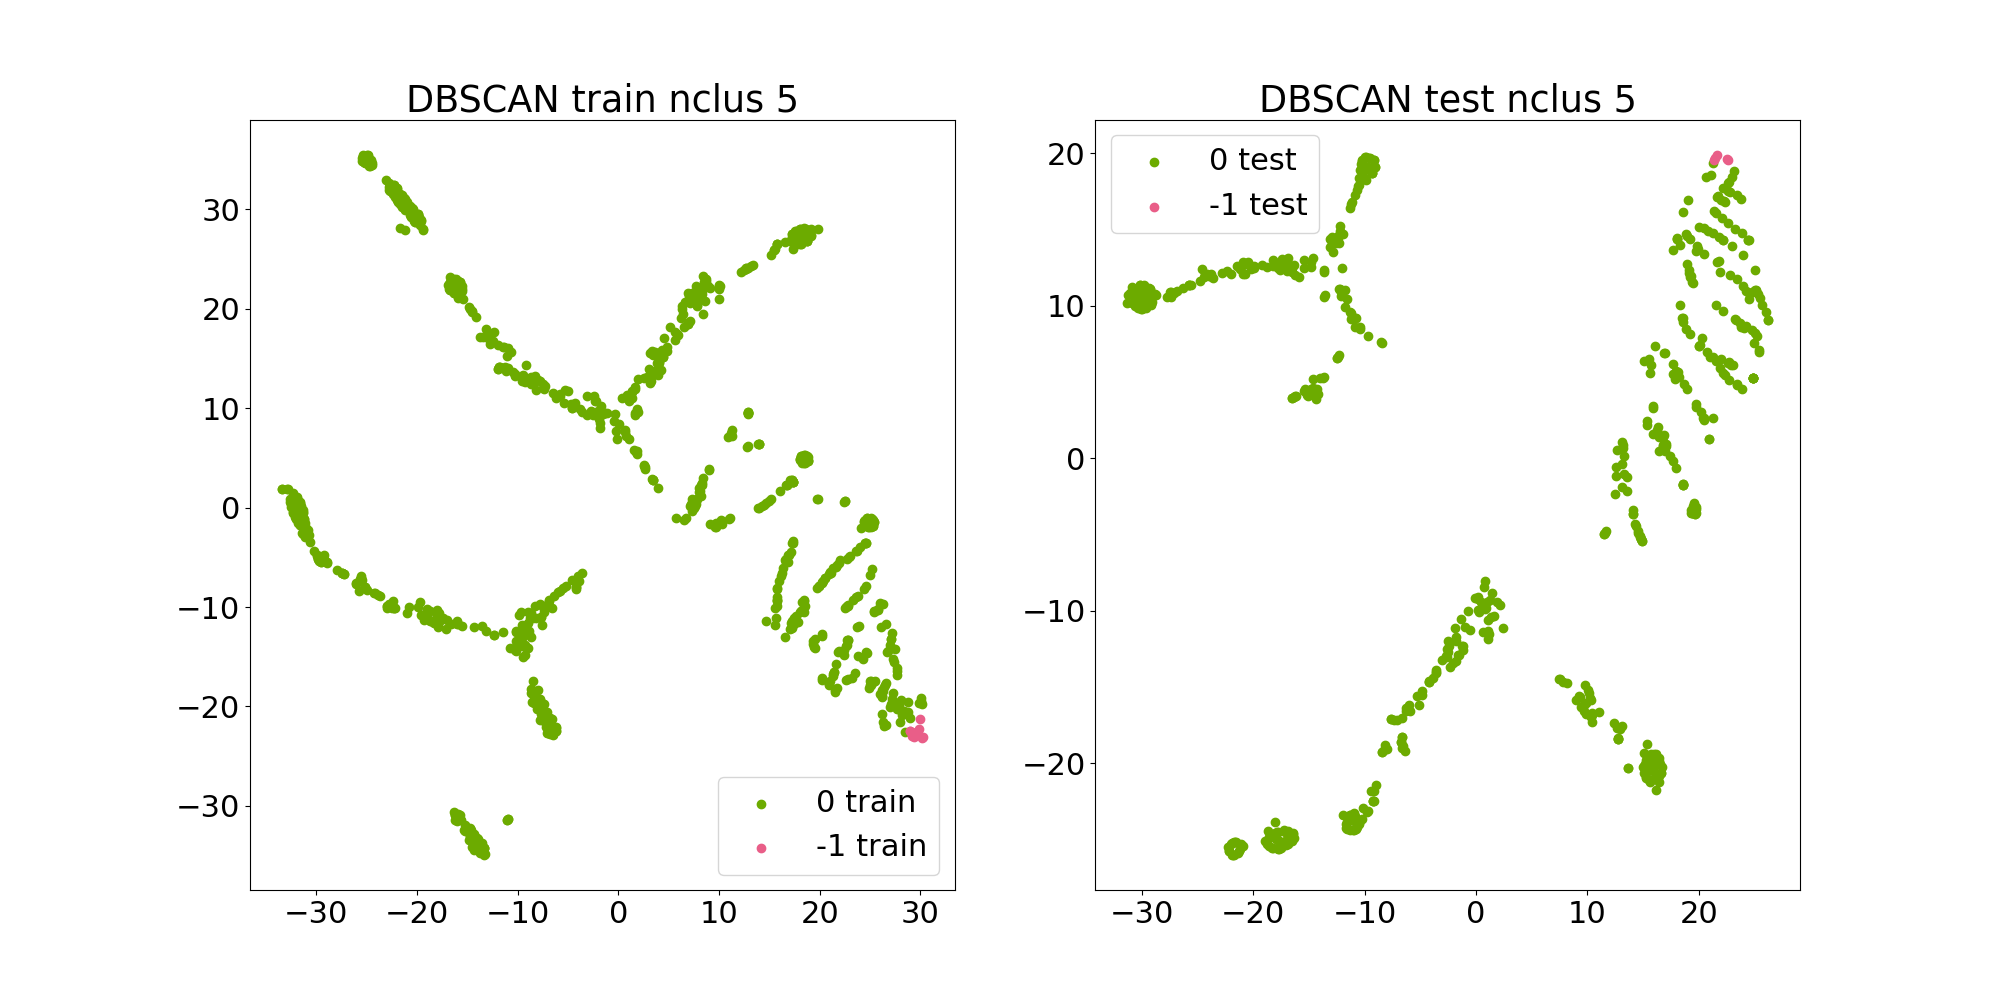 DBSCAN train nclus 5
30
20
10
0
−10
−20
−30
−30 −20 −10 0 10 20 30
0 train
-1 train
DBSCAN test nclus 5
0 test
-1 test
20
10
0
−10
−20
−30 −20 −10 0 10 20